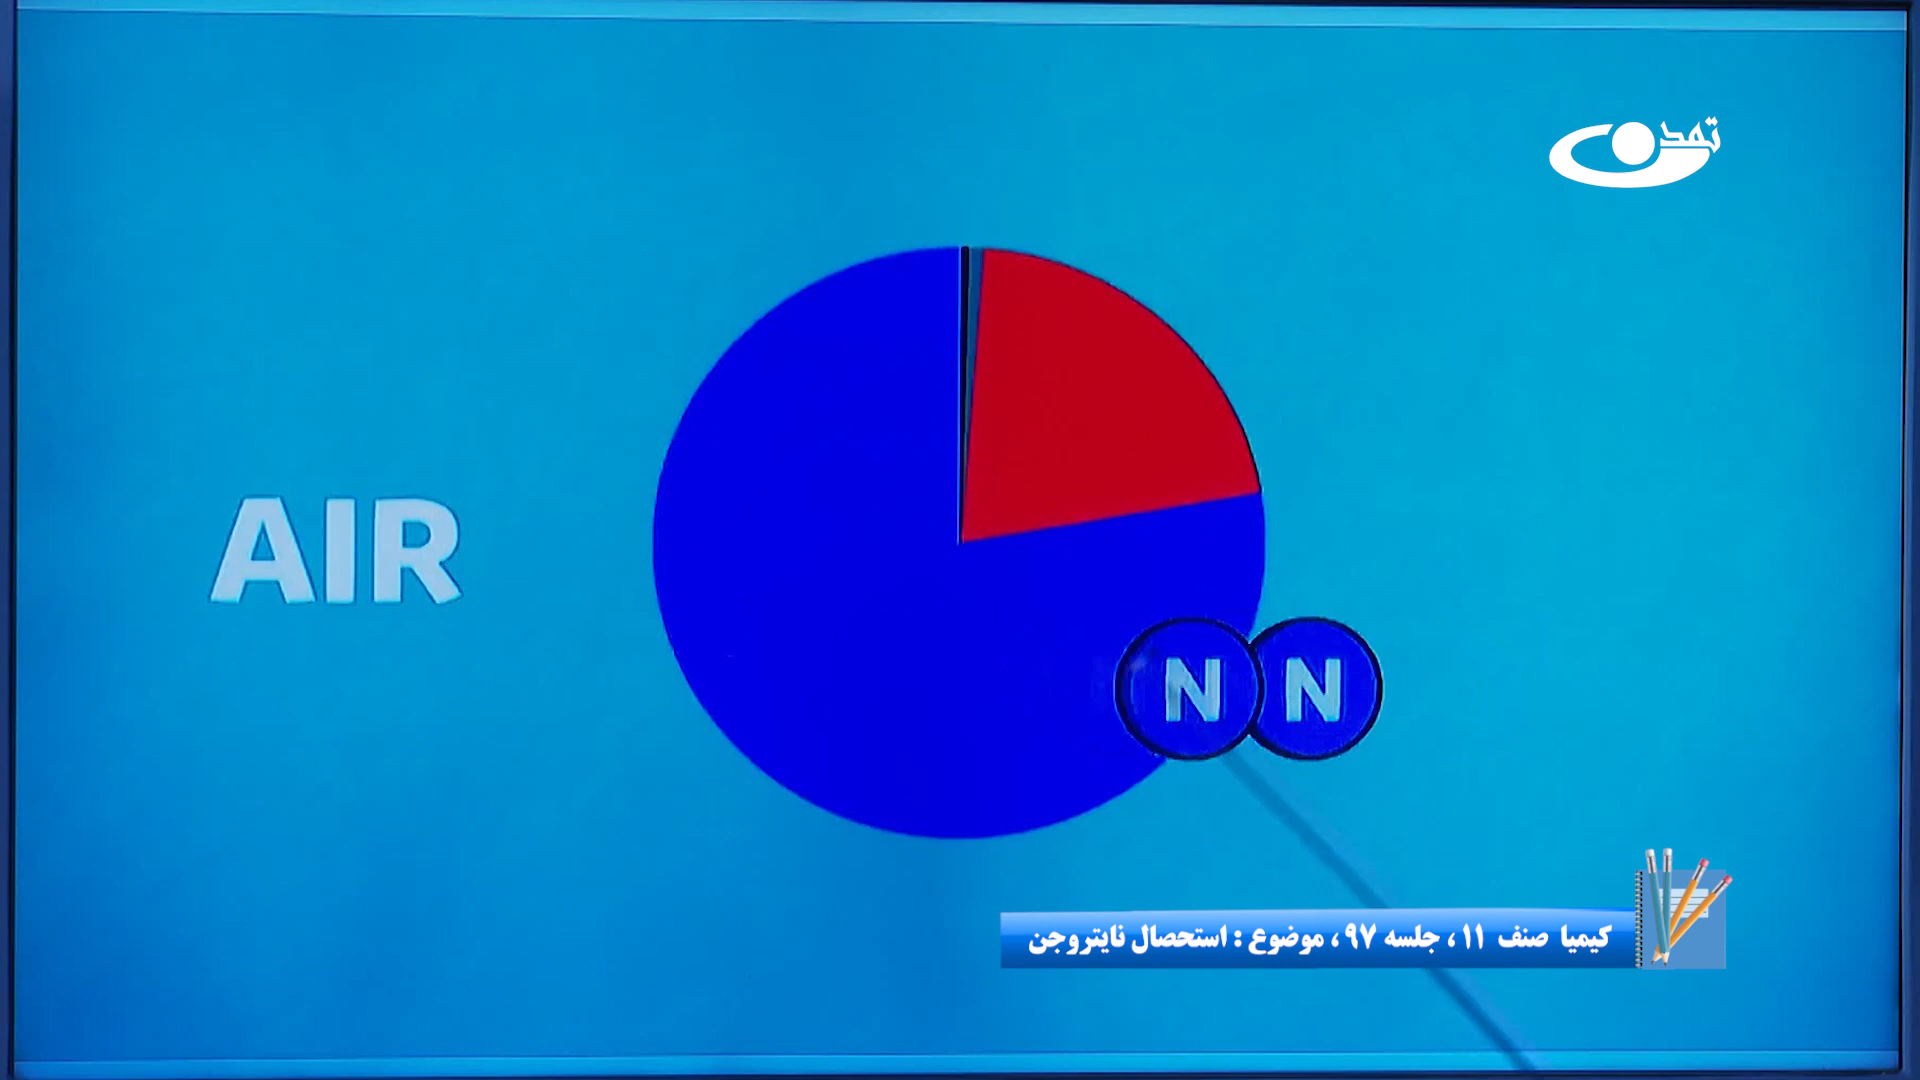 تمدن
AIR
N N
کیمیا صنف ۱۱، جلسه ۹۷، موضوع : استحصال نایتروجن